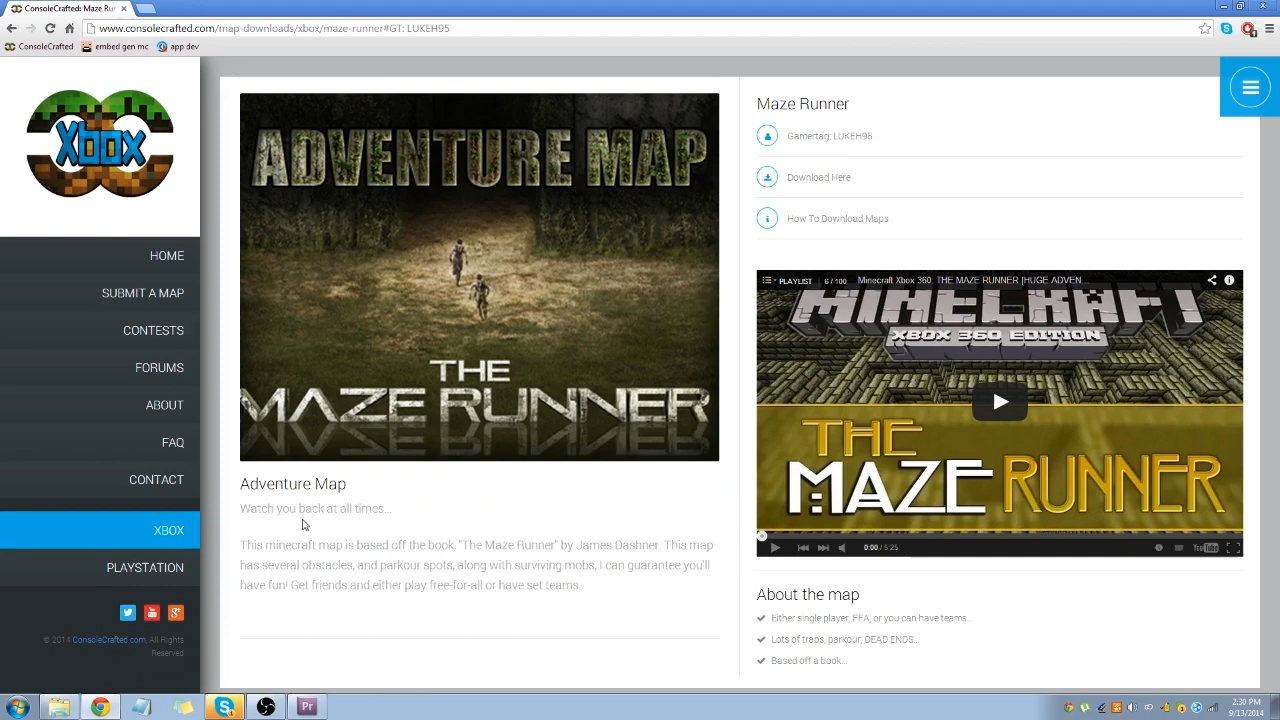 ConsoleCrafted: Maze Run
www.consolecrafted.com/map-downloads/xbox/maze-runner#GT: LUKEH95
ConsoleCrafted
embed gen mc
app dev
Xbox
HOME
SUBMIT A MAP
CONTESTS
FORUMS
ABOUT
FAQ
CONTACT
XBOX
PLAYSTATION
© 2014 ConsoleCrafted.com, All Rights
Reserved
ADVENTURE MAP
THE
MAZE RUNNER
Adventure Map
Watch you back at all times...
This minecraft map is based off the book, "The Maze Runner" by James Dashner. This map
has several obstacles, and parkour spots, along with surviving mobs, I can guarantee you'll
have fun! Get friends and either play free-for-all or have set teams.
Maze Runner
Gamertag: LUKEH95
Download Here
How To Download Maps
PLAYLIST 6 / 100 Minecraft Xbox 360: THE MAZE RUNNER [HUGE ADVEN...
MINECRAFT
XBOX 360 EDITION
THE
MAZE RUNNER
0:00 / 5:25
YouTube
About the map
Either single player, FFA, or you can have teams..
Lots of traps, parkour, DEAD ENDS...
Based off a book...
Pr
2:30 PM
9/13/2014